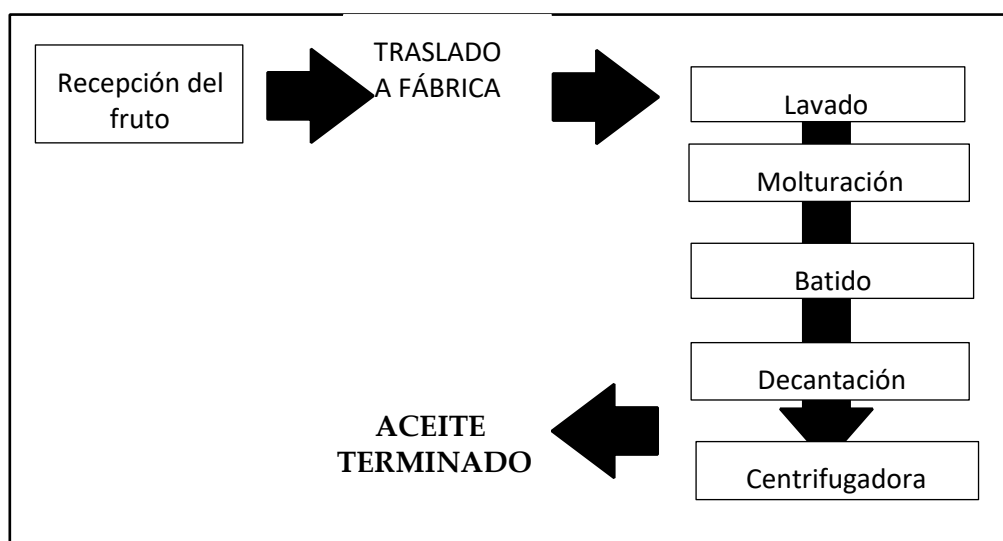 Recepción del
fruto
TRASLADO
A FÁBRICA
Lavado
Molturación
Batido
Decantación
Centrifugadora
ACEITE
TERMINADO